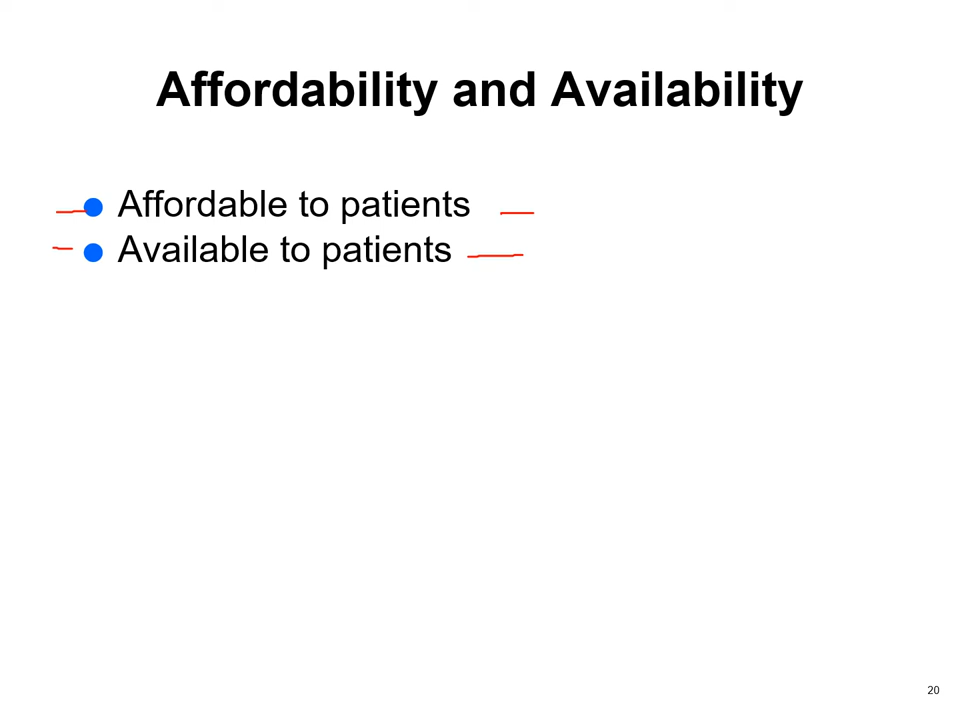 Affordability and Availability
● Affordable to patients
● Available to patients
20